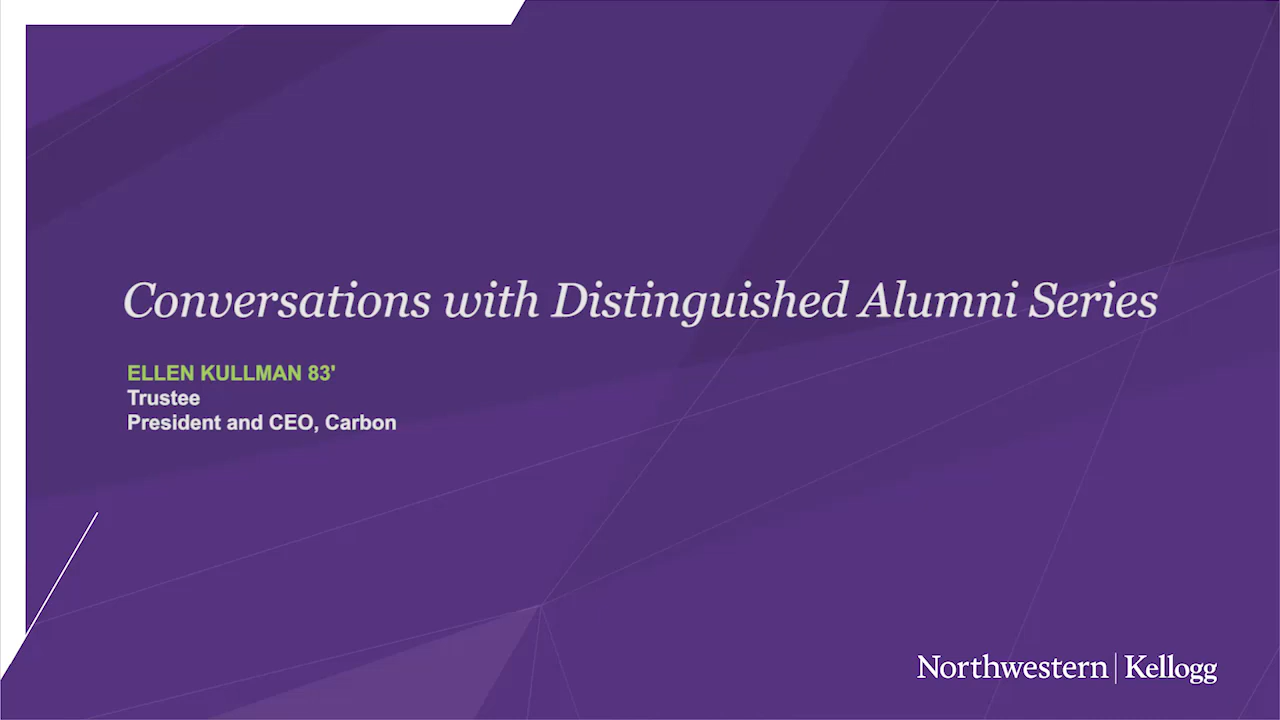 Conversations with Distinguished Alumni Series
ELLEN KULLMAN 83'
Trustee
President and CEO, Carbon
Northwestern | Kellogg